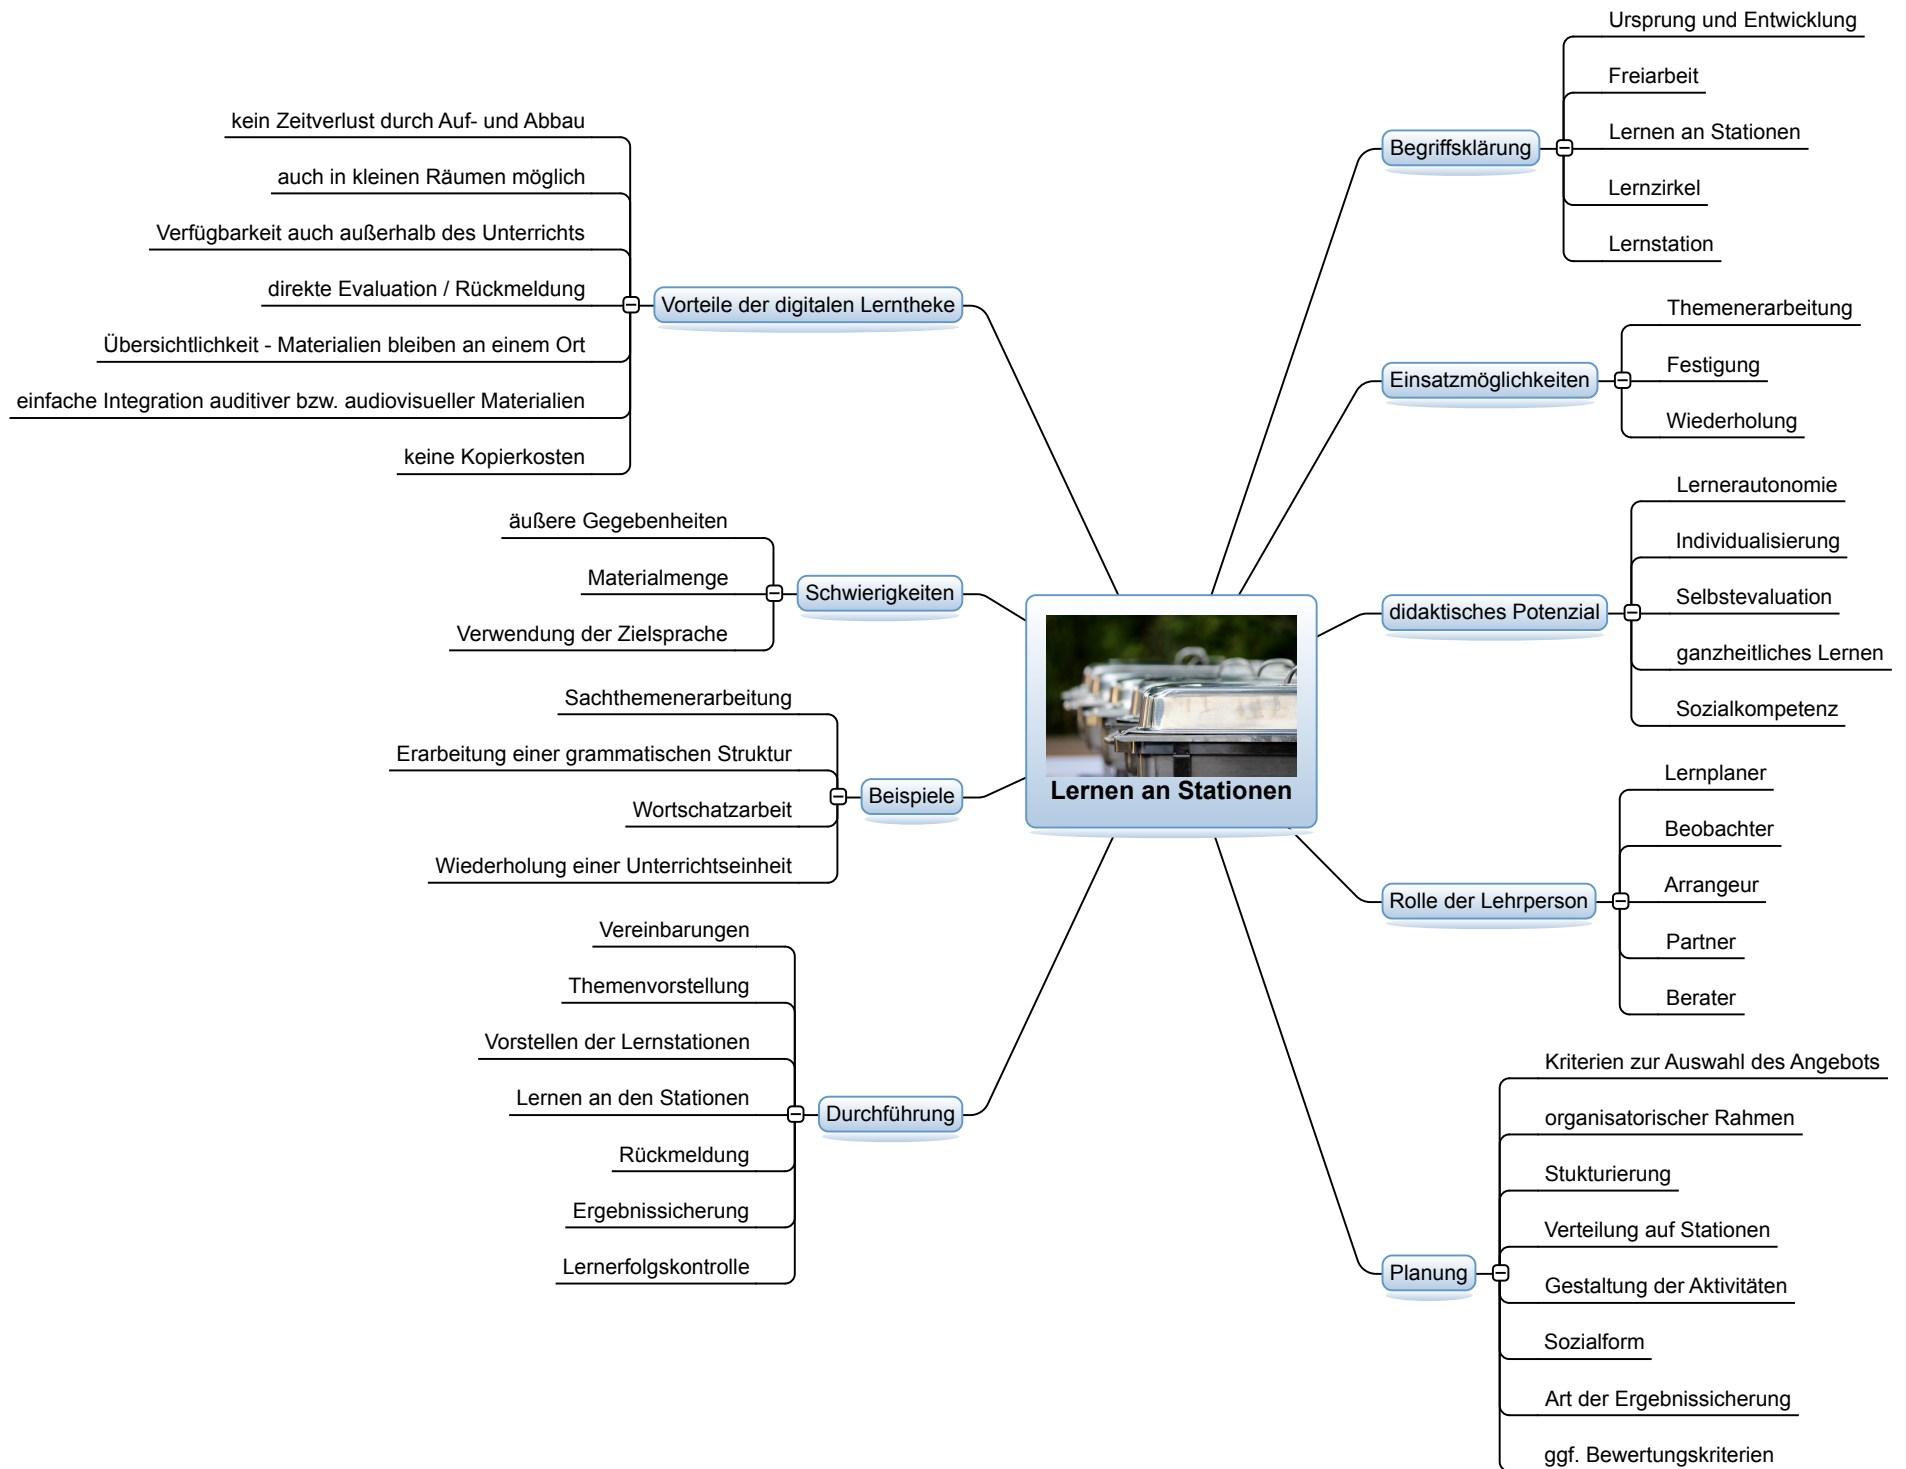 Lernen an Stationen
Begriffsklärung
Ursprung und Entwicklung
Freiarbeit
Lernen an Stationen
Lernzirkel
Lernstation
Einsatzmöglichkeiten
Themenerarbeitung
Festigung
Wiederholung
didaktisches Potenzial
Lernerautonomie
Individualisierung
Selbstevaluation
ganzheitliches Lernen
Sozialkompetenz
Rolle der Lehrperson
Lernplaner
Beobachter
Arrangeur
Partner
Berater
Planung
Kriterien zur Auswahl des Angebots
organisatorischer Rahmen
Stukturierung
Verteilung auf Stationen
Gestaltung der Aktivitäten
Sozialform
Art der Ergebnissicherung
ggf. Bewertungskriterien
Vorteile der digitalen Lerntheke
kein Zeitverlust durch Auf- und Abbau
auch in kleinen Räumen möglich
Verfügbarkeit auch außerhalb des Unterrichts
direkte Evaluation / Rückmeldung
Übersichtlichkeit - Materialien bleiben an einem Ort
einfache Integration auditiver bzw. audiovisueller Materialien
keine Kopierkosten
Schwierigkeiten
äußere Gegebenheiten
Materialmenge
Verwendung der Zielsprache
Beispiele
Sachthemenerarbeitung
Erarbeitung einer grammatischen Struktur
Wortschatzarbeit
Wiederholung einer Unterrichtseinheit
Durchführung
Vereinbarungen
Themenvorstellung
Vorstellen der Lernstationen
Lernen an den Stationen
Rückmeldung
Ergebnissicherung
Lernerfolgskontrolle